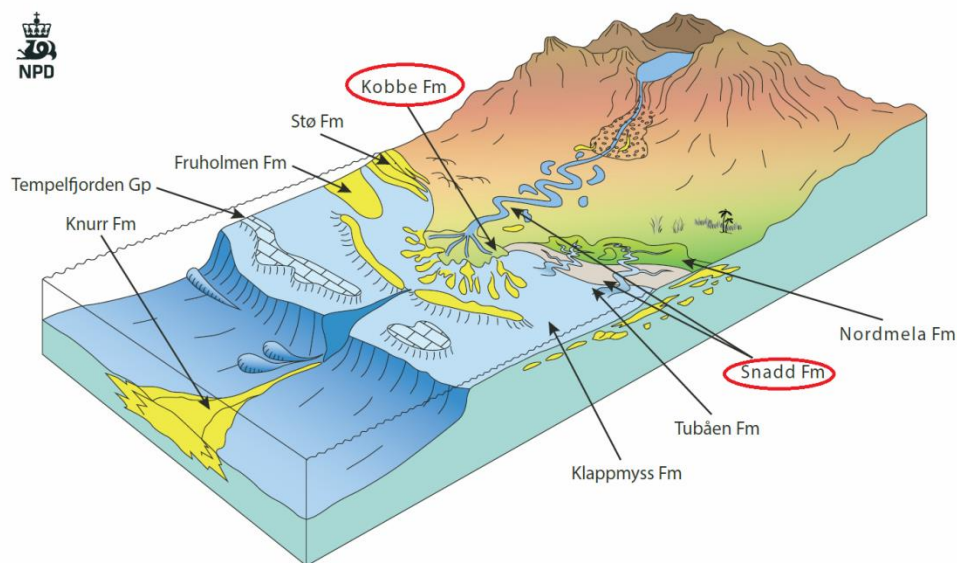 NPD
Kobbe Fm
Stø Fm
Fruholmen Fm
Tempelfjorden Gp
Knurr Fm
Nordmela Fm
Snadd Fm
Tubåen Fm
Klappmyss Fm